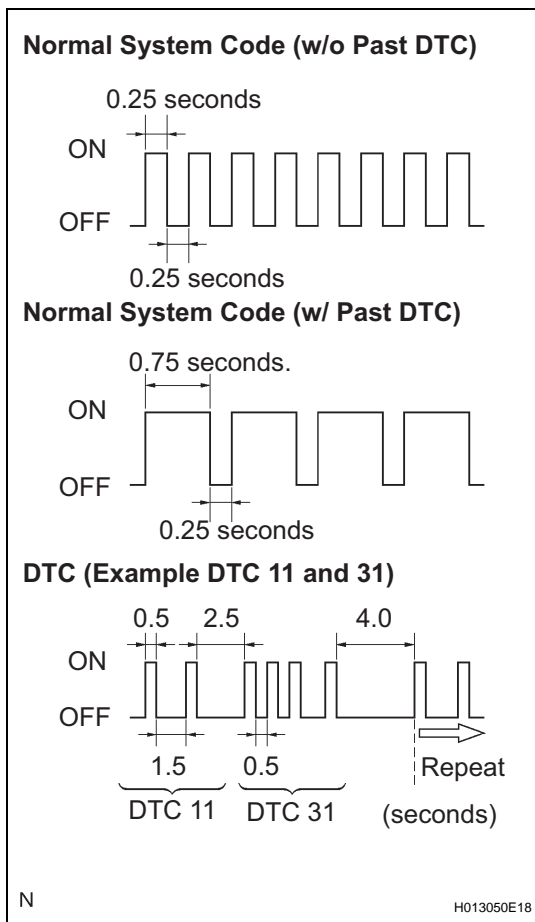 Normal System Code (w/o Past DTC)
0.25 seconds
ON
OFF
0.25 seconds
Normal System Code (w/ Past DTC)
0.75 seconds.
ON
OFF
0.25 seconds
DTC (Example DTC 11 and 31)
0.5 2.5 4.0
ON
OFF
1.5 0.5 Repeat
DTC 11 DTC 31 (seconds)
N H013050E18